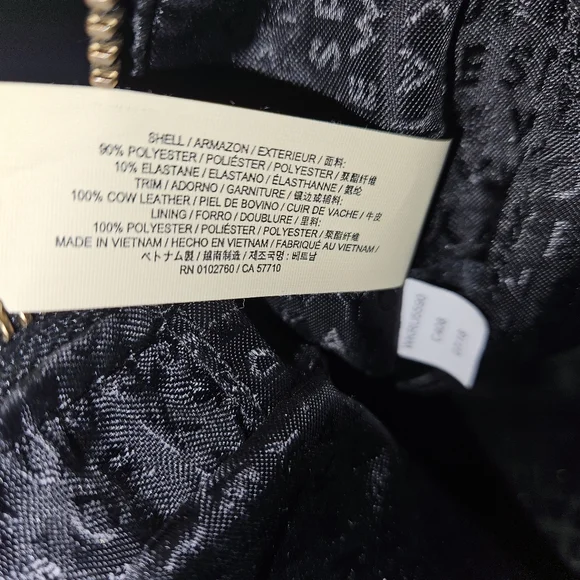 SHELL / ARMAZON / EXTERIEUR / 面料:
90% POLYESTER / POLIÉSTER / POLYESTER / 聚酯纤维
10% ELASTANE / ELASTANO / ÉLASTHANNE / 氨纶
TRIM / ADORNO / GARNITURE / 镶边或辅料:
100% COW LEATHER / PIEL DE BOVINO / CUIR DE VACHE / 牛皮
LINING / FORRO / DOUBLURE / 里料:
100% POLYESTER / POLIÉSTER / POLYESTER / 聚酯纤维
MADE IN VIETNAM / HECHO EN VIETNAM / FABRIQUÉ AU VIETNAM /
ベトナム製 / 越南制造 / 제조국명 : 베트남
RN 0102760 / CA 57710